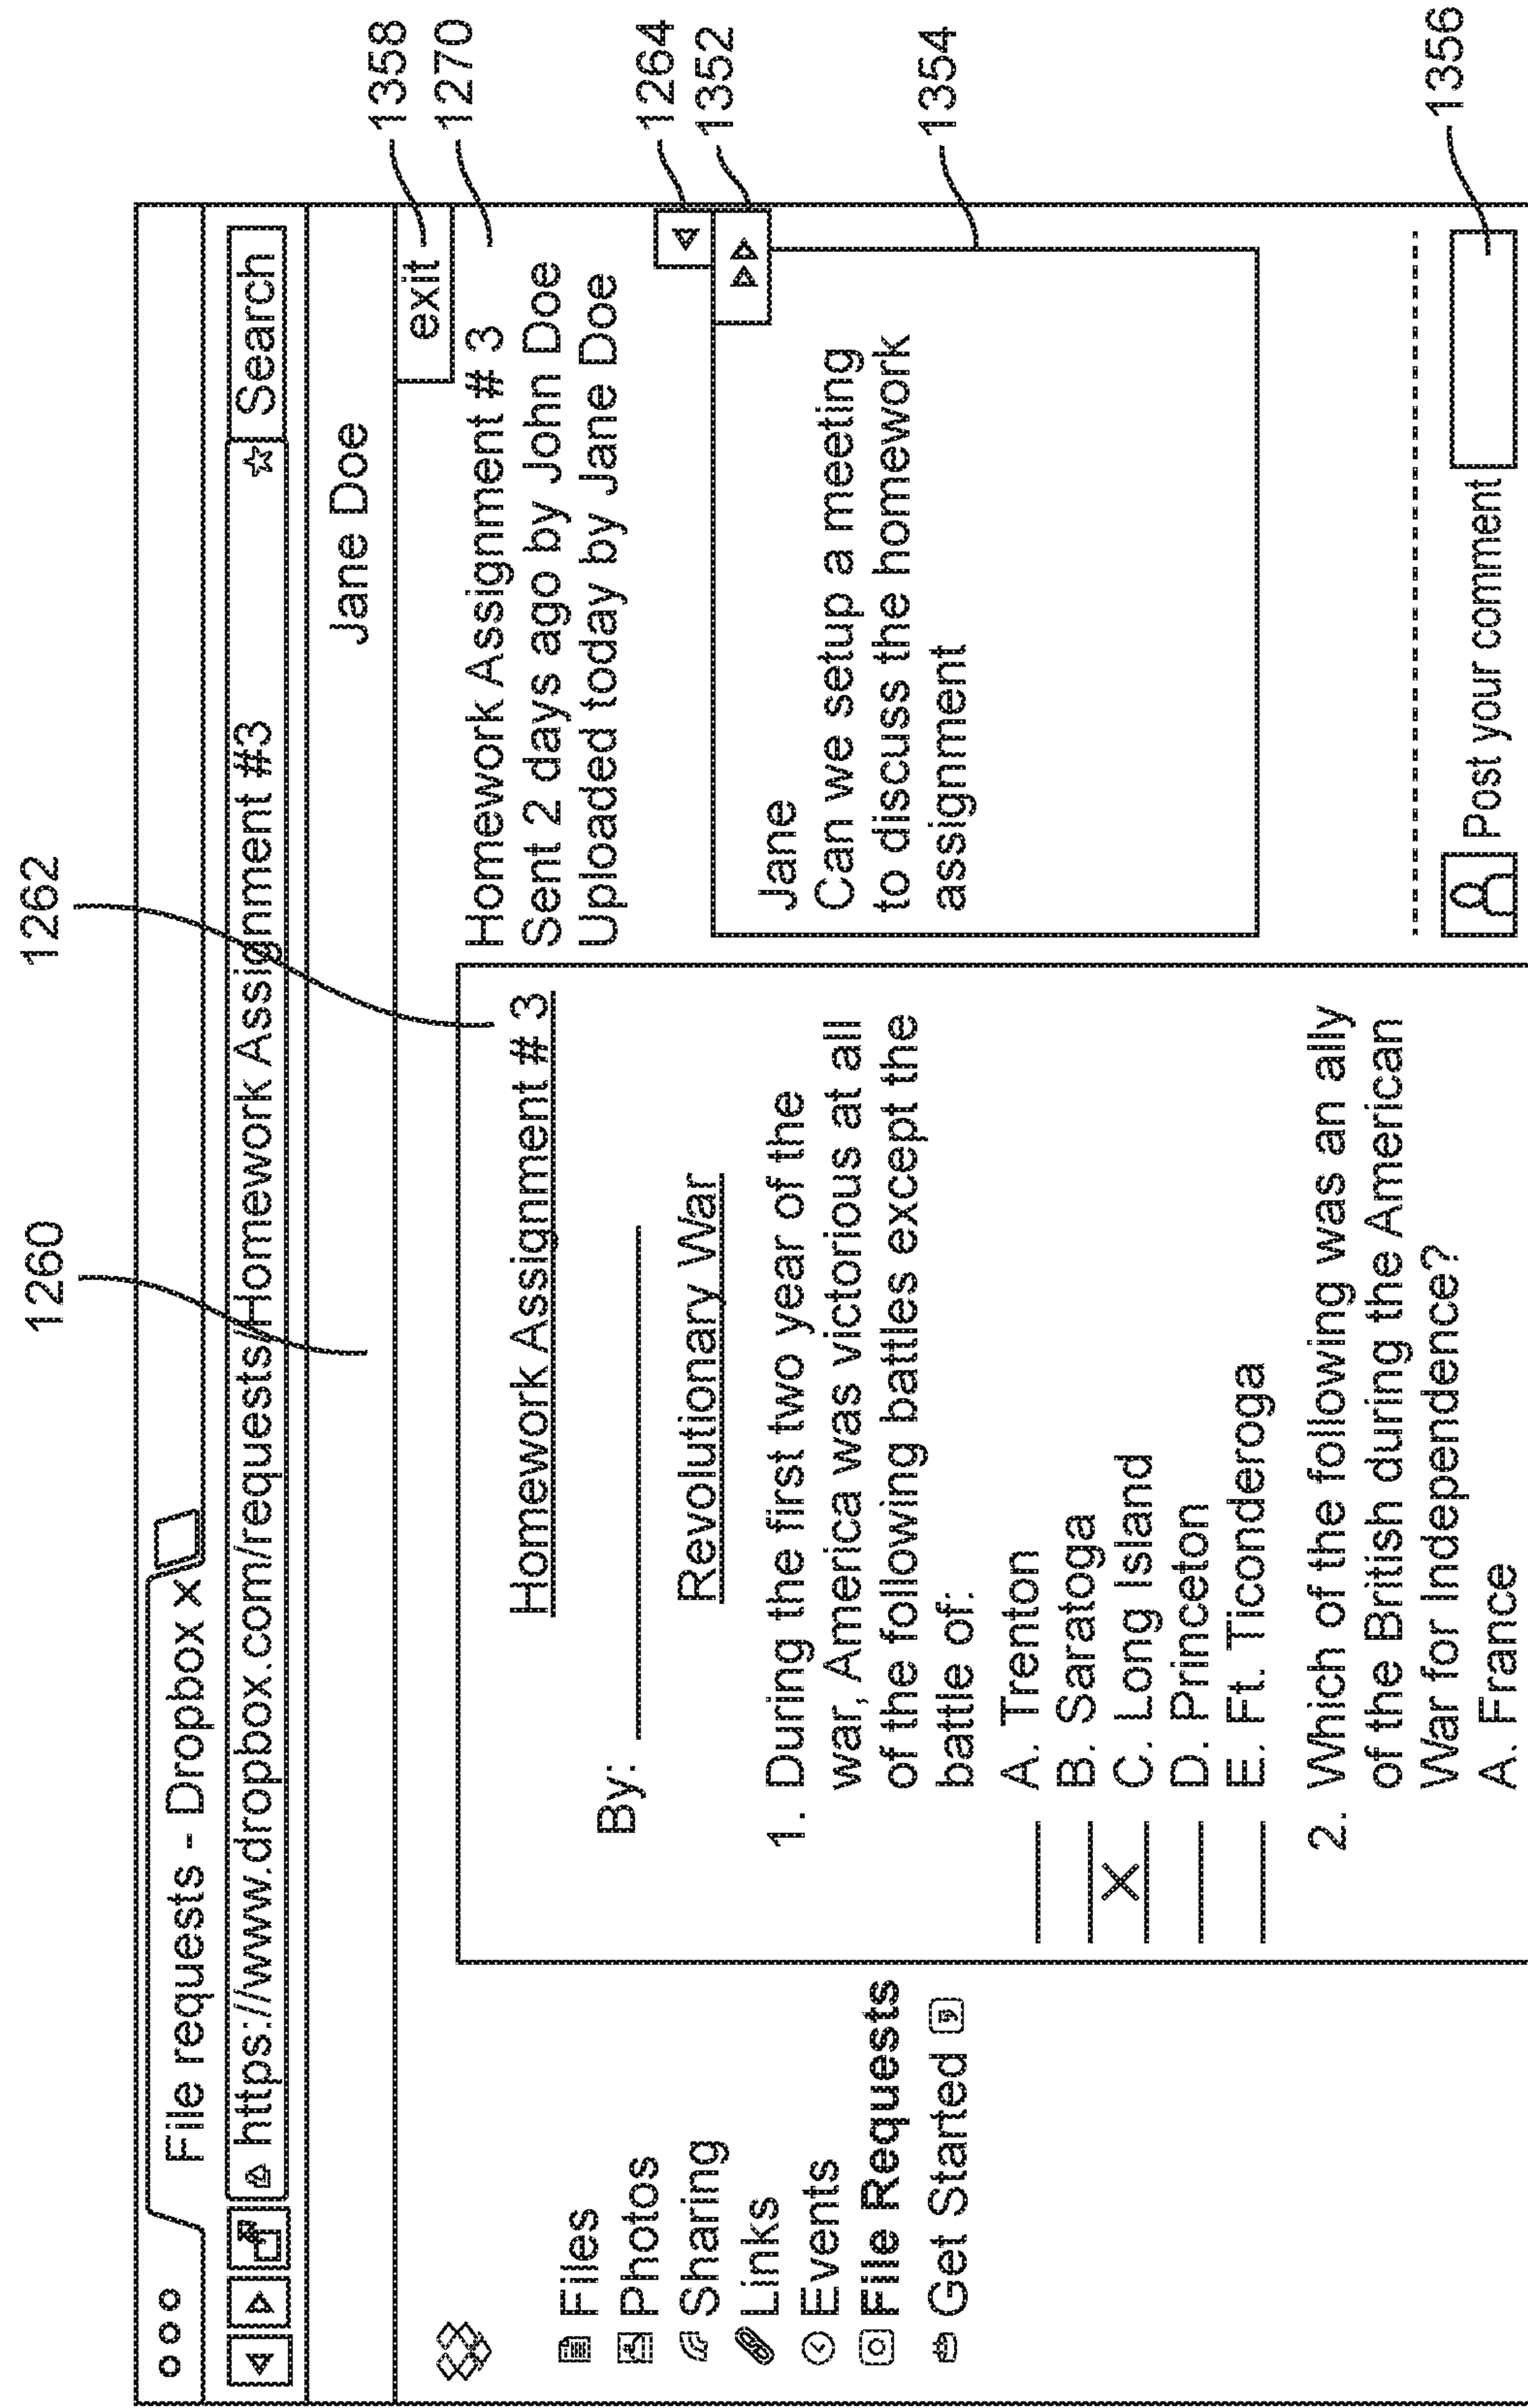 1260
1262
File requests - Dropbox X
https://www.dropbox.com/requests/Homework Assignment #3
Search
Jane Doe
exit
1358
1270
Files
Photos
Sharing
Links
Events
File Requests
Get Started
Homework Assignment # 3
By:
Revolutionary War
1. During the first two year of the
war, America was victorious at all
of the following battles except the
battle of:
A. Trenton
B. Saratoga
X C. Long Island
D. Princeton
E. Ft. Ticonderoga
2. Which of the following was an ally
of the British during the American
War for Independence?
A. France
Homework Assignment # 3
Sent 2 days ago by John Doe
Uploaded today by Jane Doe
1264
1352
Jane
Can we setup a meeting
to discuss the homework
assignment
1354
Post your comment
1356